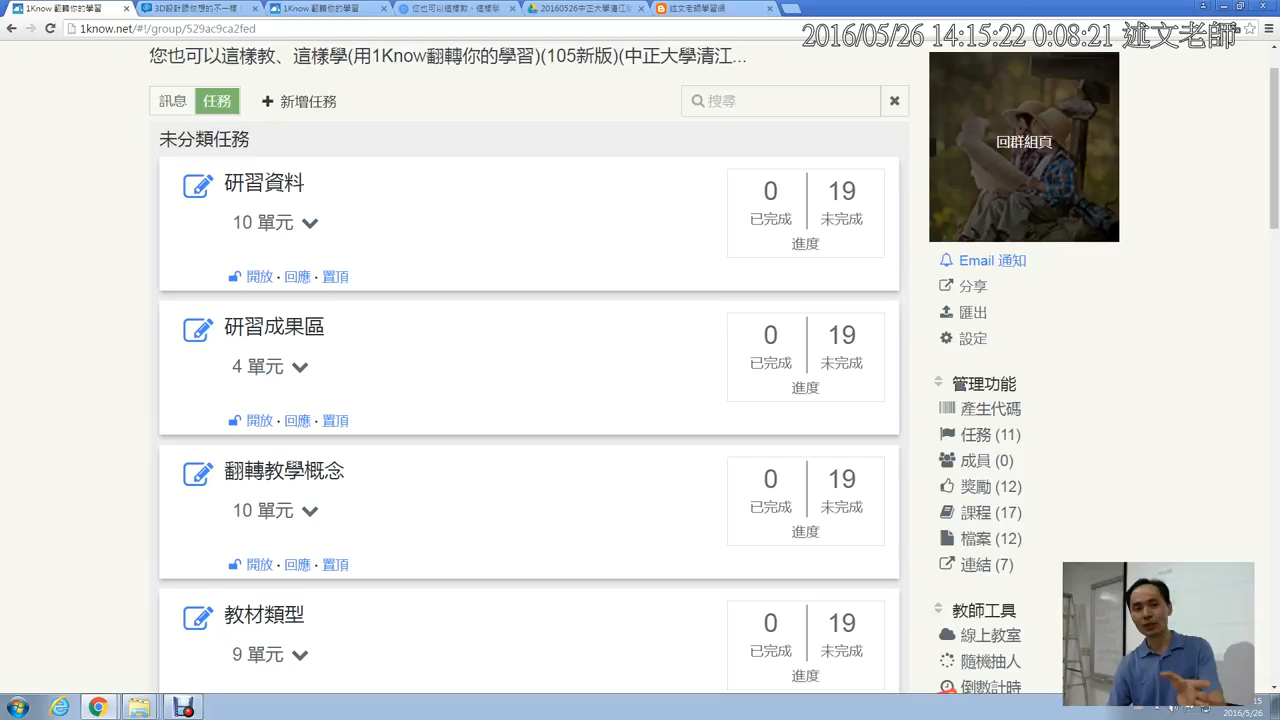 1Know 翻轉你的學習
3D設計跟你想的不一樣！
1Know 翻轉你的學習
您也可以這樣教、這樣學
20160526中正大學清江
述文老師學習網
1know.net/#!/group/529ac9ca2fed
2016/05/26 14:15:22 0:08:21 述文老師
您也可以這樣教、這樣學(用1Know翻轉你的學習)(105新版)(中正大學清江...
訊息 任務 新增任務 搜尋
未分類任務
研習資料
10 單元
0 19
已完成 未完成
進度
開放・回應・置頂
研習成果區
4 單元
0 19
已完成 未完成
進度
開放・回應・置頂
翻轉教學概念
10 單元
0 19
已完成 未完成
進度
開放・回應・置頂
教材類型
9 單元
0 19
已完成 未完成
進度
回群組頁
Email 通知
分享
匯出
設定
管理功能
產生代碼
任務 (11)
成員 (0)
獎勵 (12)
課程 (17)
檔案 (12)
連結 (7)
教師工具
線上教室
隨機抽人
倒數計時
2016/5/26